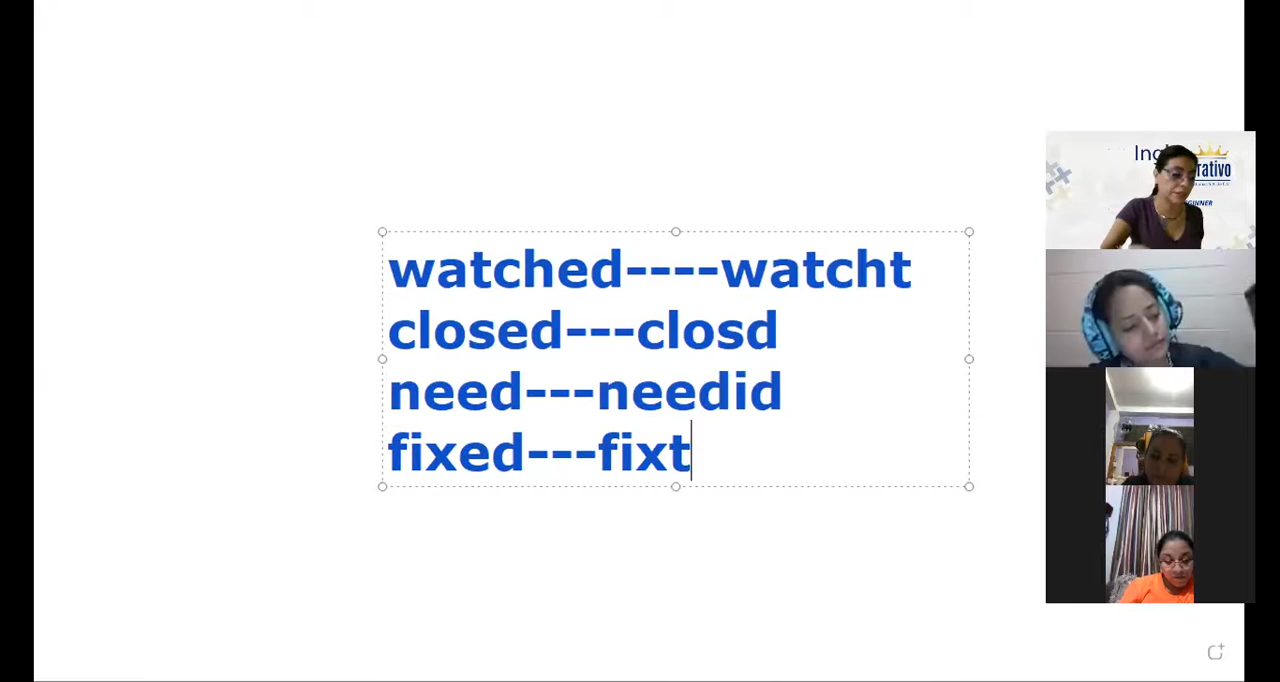 watched----watcht
closed---closd
need---needid
fixed---fixt